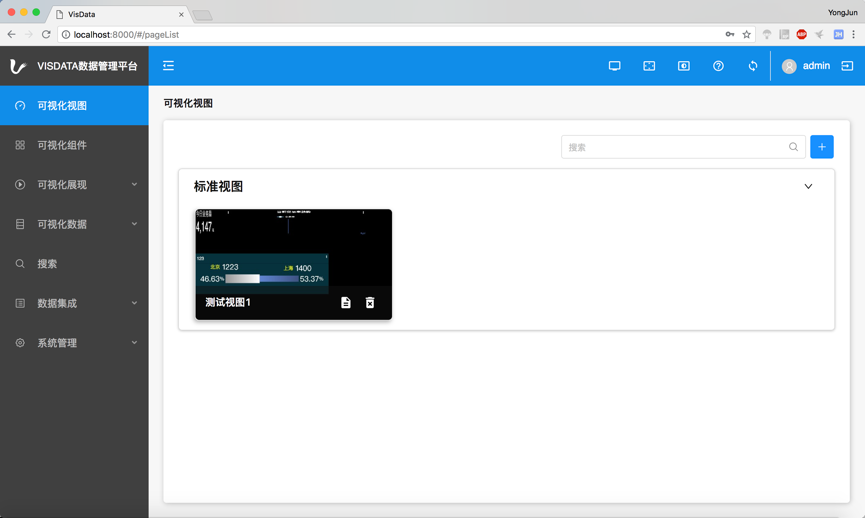 VisData
YongJun
localhost:8000/#/pageList
ABP
JH
VISDATA数据管理平台
admin
可视化视图
可视化组件
可视化展现
可视化数据
搜索
数据集成
系统管理
可视化视图
搜索
标准视图
4,147
123
北京 1223
上海 1400
46.63%
53.37%
测试视图1